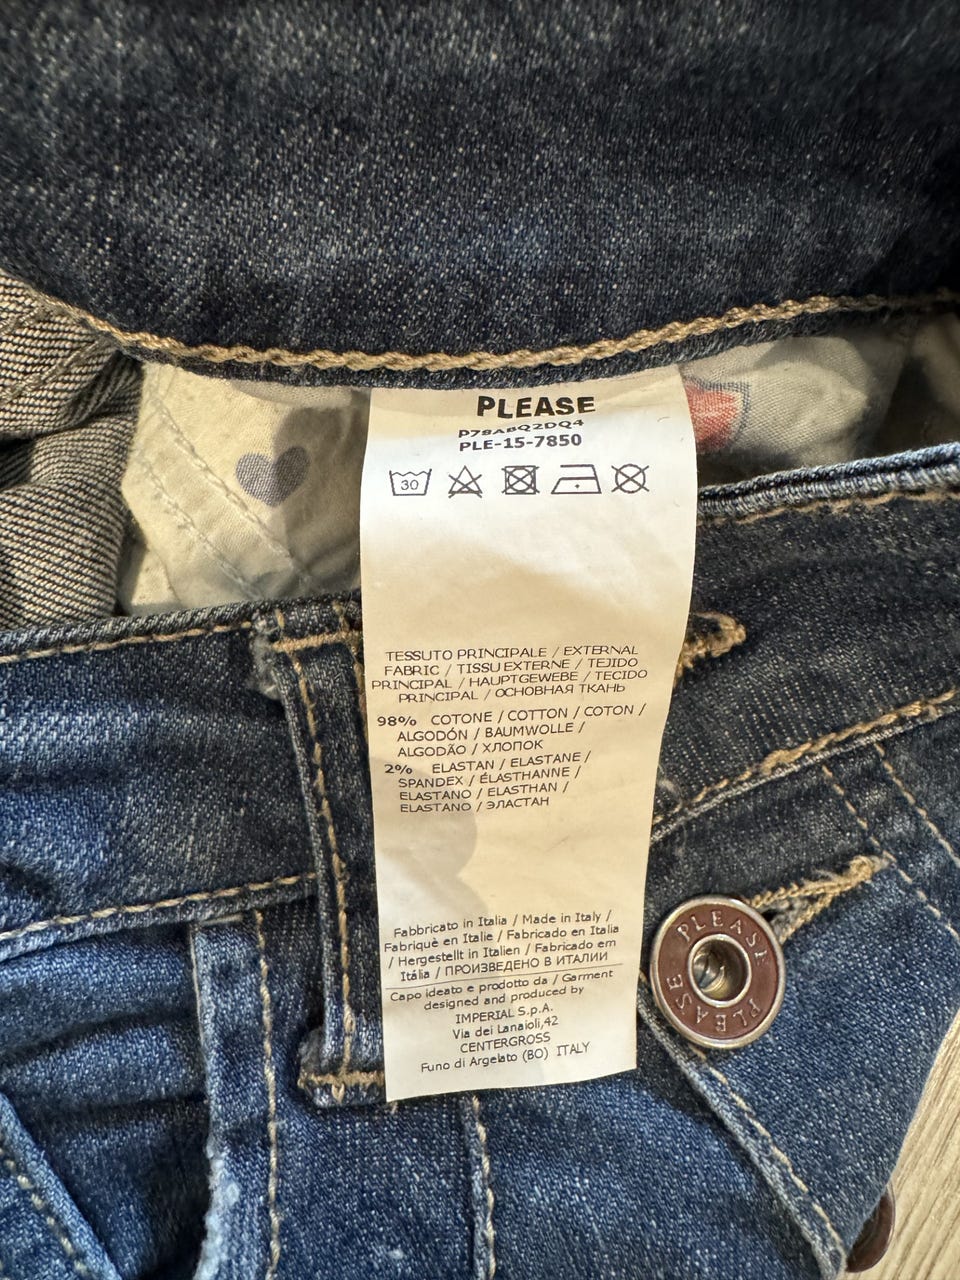 PLEASE
P78ABQ2DQ4
PLE-15-7850
30
TESSUTO PRINCIPALE / EXTERNAL
FABRIC / TISSU EXTERNE / TEJIDO
PRINCIPAL / HAUPTGEWEBE / TECIDO
PRINCIPAL / ОСНОВНАЯ ТКАНЬ
98% COTONE / COTTON / COTON /
ALGODÓN / BAUMWOLLE /
ALGODÃO / ХЛОПОК
2% ELASTAN / ELASTANE /
SPANDEX / ÉLASTHANNE /
ELASTANO / ELASTHAN /
ELASTANO / ЭЛАСТАН
Fabbricato in Italia / Made in Italy /
Fabriquè en Italie / Fabricado en Italia
/ Hergestellt in Italien / Fabricado em
Itália / ПРОИЗВЕДЕНО В ИТАЛИИ
Capo ideato e prodotto da / Garment
designed and produced by
IMPERIAL S.p.A.
Via dei Lanaioli,42
CENTERGROSS
Funo di Argelato (BO) ITALY
PLEASE
PLEASE